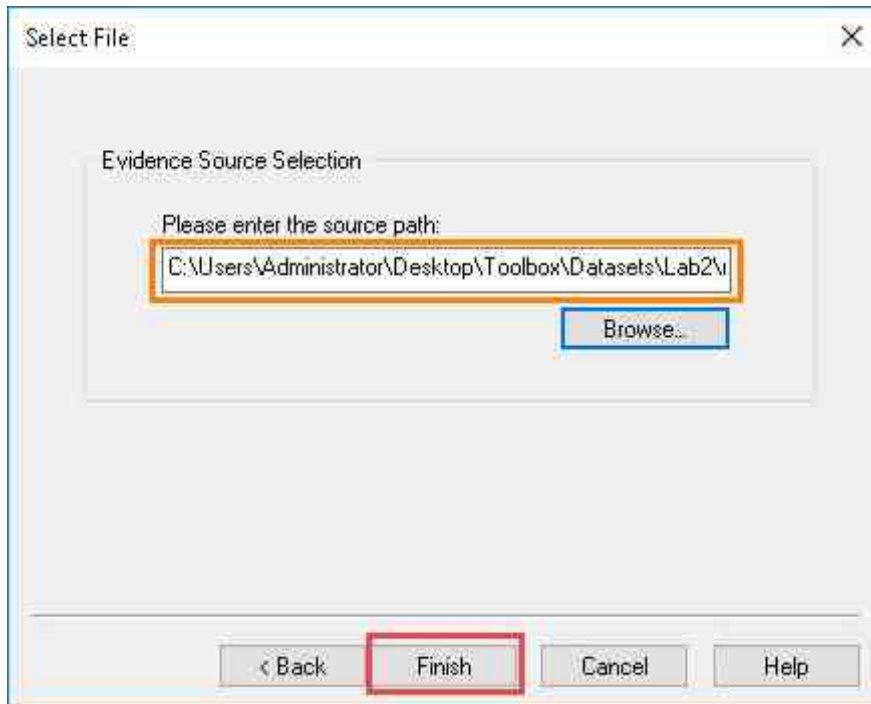 Select File
Evidence Source Selection
Please enter the source path:
C:\Users\Administrator\Desktop\Toolbox\Datasets\Lab2\
Browse...
< Back Finish Cancel Help